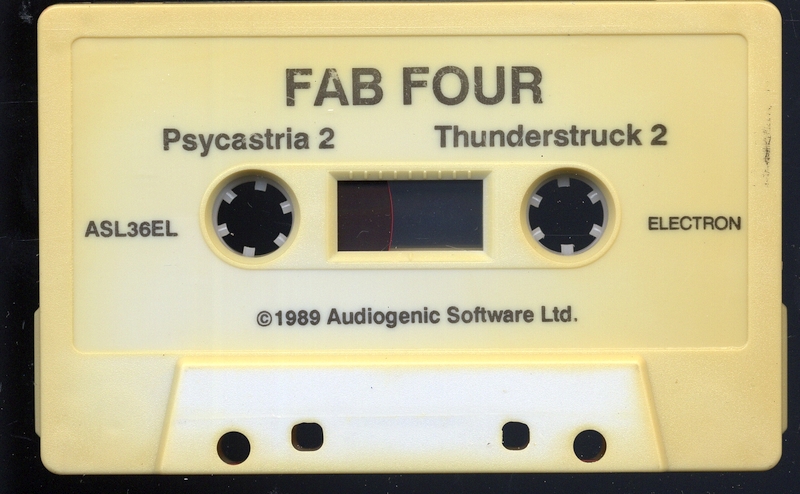 FAB FOUR
Psycastria 2 Thunderstruck 2
ASL36EL ELECTRON
©1989 Audiogenic Software Ltd.